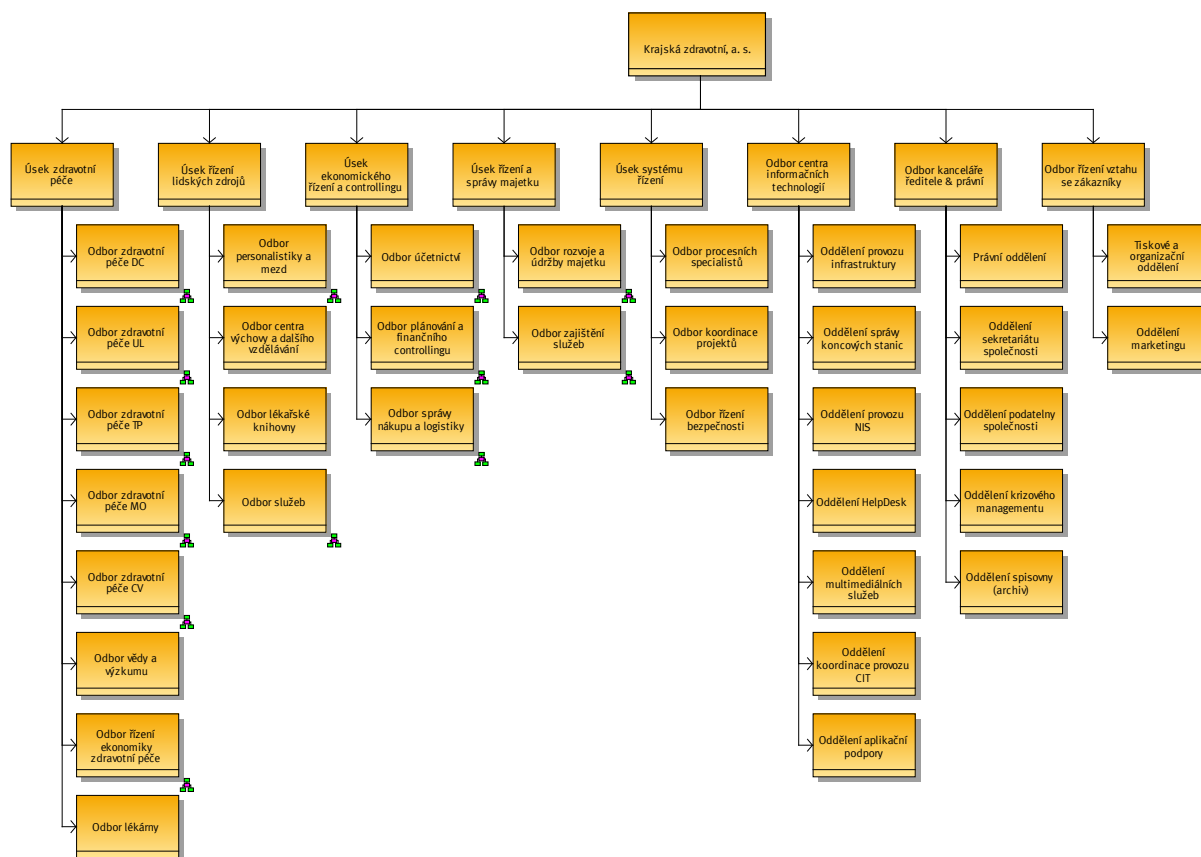 Krajská zdravotní, a. s.
Úsek zdravotní
péče
Úsek řízení
lidských zdrojů
Úsek
ekonomického
řízení a controllingu
Úsek řízení a
správy majetku
Úsek systému
řízení
Odbor centra
informačních
technologií
Odbor kanceláře
ředitele & právní
Odbor řízení vztahu
se zákazníky
Odbor zdravotní
péče DC
Odbor zdravotní
péče UL
Odbor zdravotní
péče TP
Odbor zdravotní
péče MO
Odbor zdravotní
péče CV
Odbor vědy a
výzkumu
Odbor řízení
ekonomiky
zdravotní péče
Odbor lékárny
Odbor
personalistiky a
mezd
Odbor centra
výchovy a dalšího
vzdělávání
Odbor lékařské
knihovny
Odbor služeb
Odbor účetnictví
Odbor plánování a
finančního
controllingu
Odbor správy
nákupu a logistiky
Odbor rozvoje a
údržby majetku
Odbor zajištění
služeb
Odbor procesních
specialistů
Odbor koordinace
projektů
Odbor řízení
bezpečnosti
Oddělení provozu
infrastruktury
Oddělení správy
koncových stanic
Oddělení provozu
NIS
Oddělení HelpDesk
Oddělení
multimediálních
služeb
Oddělení
koordinace provozu
CIT
Oddělení aplikační
podpory
Právní oddělení
Oddělení
sekretariátu
společnosti
Oddělení podatelny
společnosti
Oddělení krizového
managementu
Oddělení spisovny
(archiv)
Tiskové a
organizační
oddělení
Oddělení
marketingu